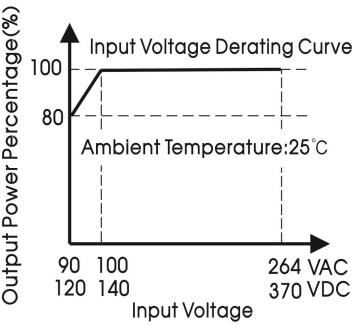 Output Power Percentage(%)
Input Voltage Derating Curve
100
80
Ambient Temperature:25°C
90 100 264 VAC
120 140 370 VDC
Input Voltage